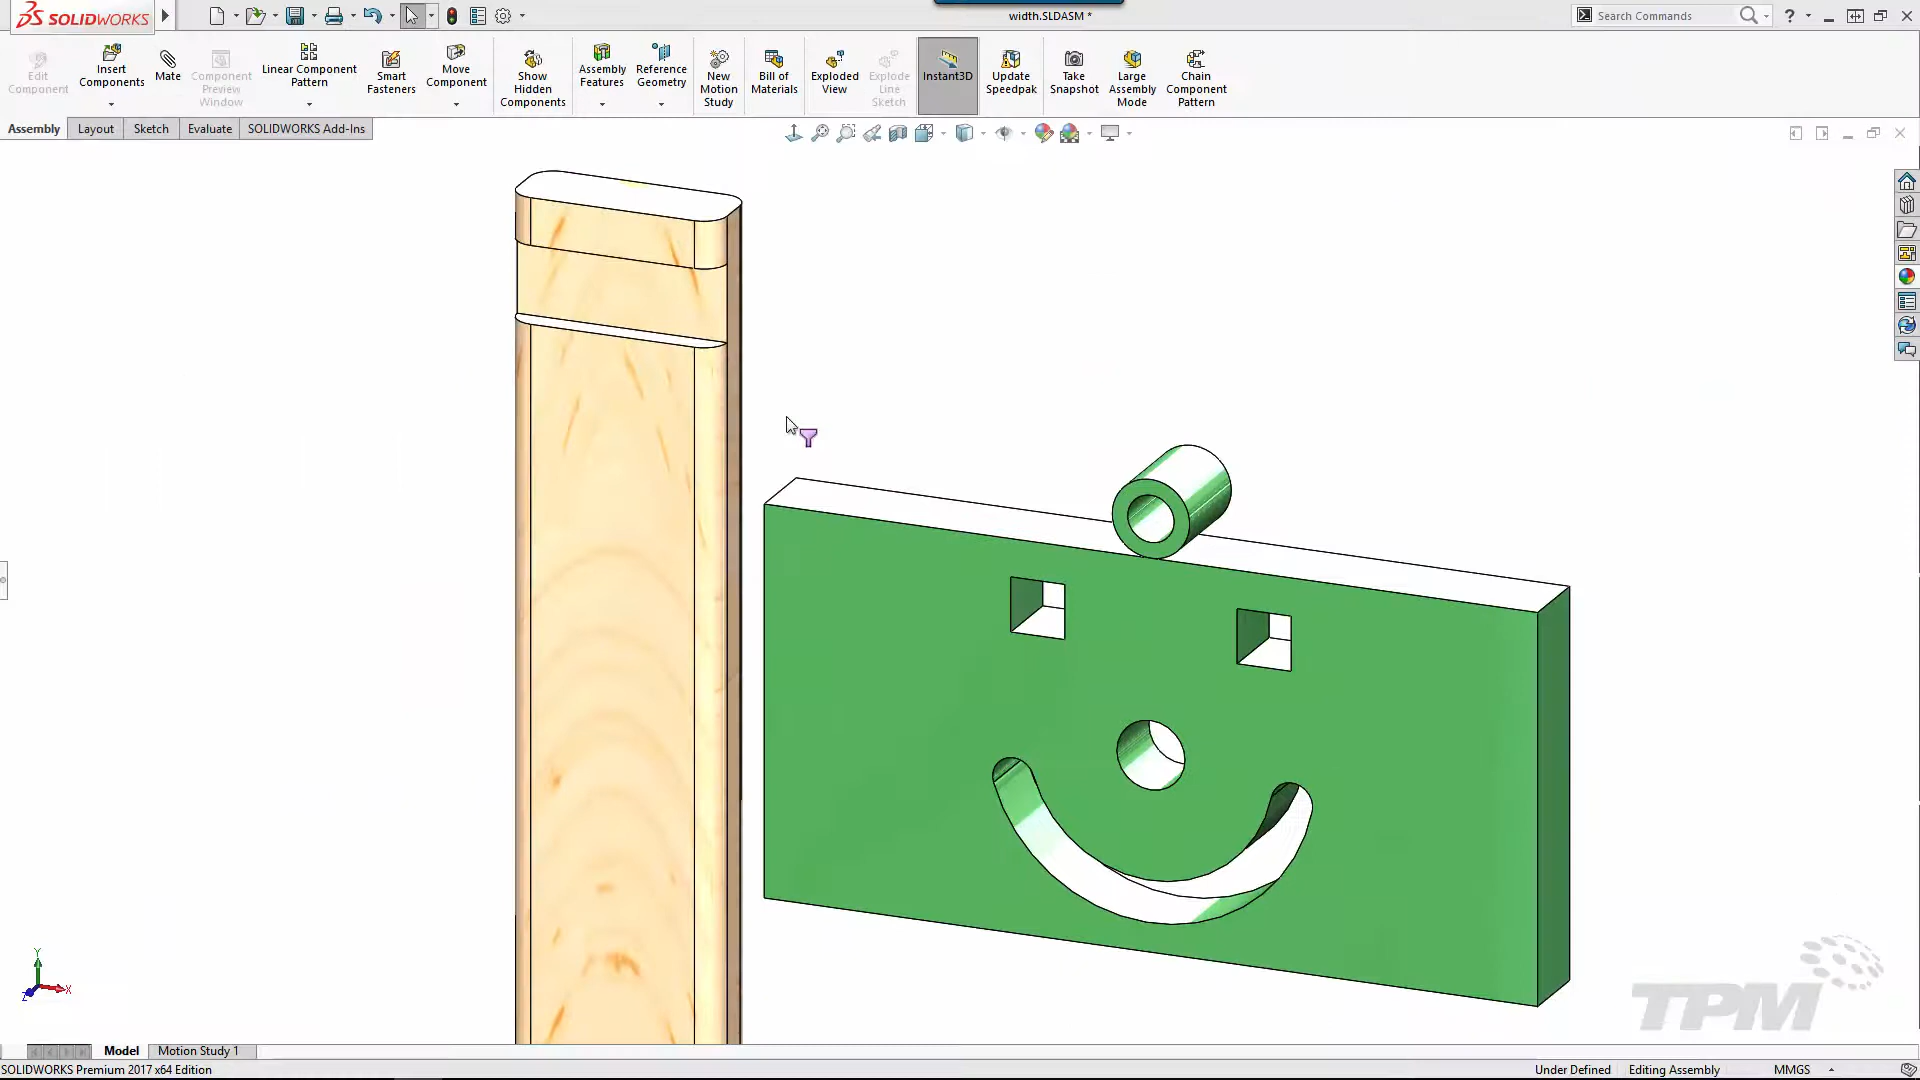 SOLIDWORKS
width.SLDASM *
Search Commands
?
Edit Component
Insert Components
Mate
Component Preview Window
Linear Component Pattern
Smart Fasteners
Move Component
Show Hidden Components
Assembly Features
Reference Geometry
New Motion Study
Bill of Materials
Exploded View
Explode Line Sketch
Instant3D
Update Speedpak
Take Snapshot
Large Assembly Mode
Chain Component Pattern
Assembly
Layout
Sketch
Evaluate
SOLIDWORKS Add-Ins
Y
X
Z
TPM
Model
Motion Study 1
SOLIDWORKS Premium 2017 x64 Edition
Under Defined
Editing Assembly
MMGS